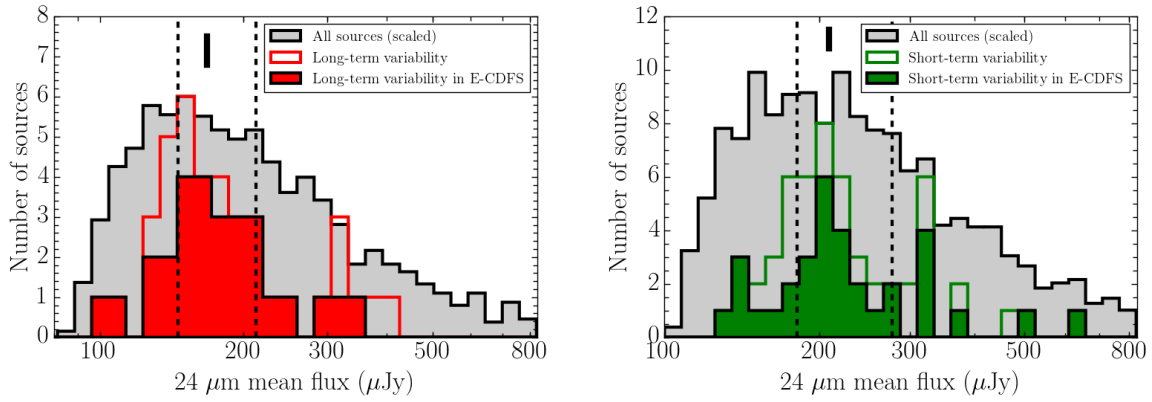 8
7
6
5
4
3
2
1
0
Number of sources
All sources (scaled)
Long-term variability
Long-term variability in E-CDFS
100
200
300
500
800
24 μm mean flux (μJy)
12
10
8
6
4
2
0
Number of sources
All sources (scaled)
Short-term variability
Short-term variability in E-CDFS
100
200
300
500
800
24 μm mean flux (μJy)